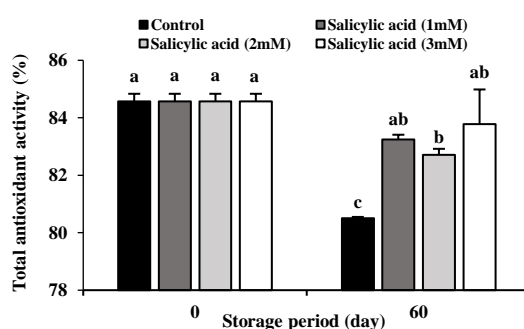 Control Salicylic acid (1mM)
Salicylic acid (2mM) Salicylic acid (3mM)
Total antioxidant activity (%)
86
84
82
80
78
a a a a
c ab b ab
0 60
Storage period (day)